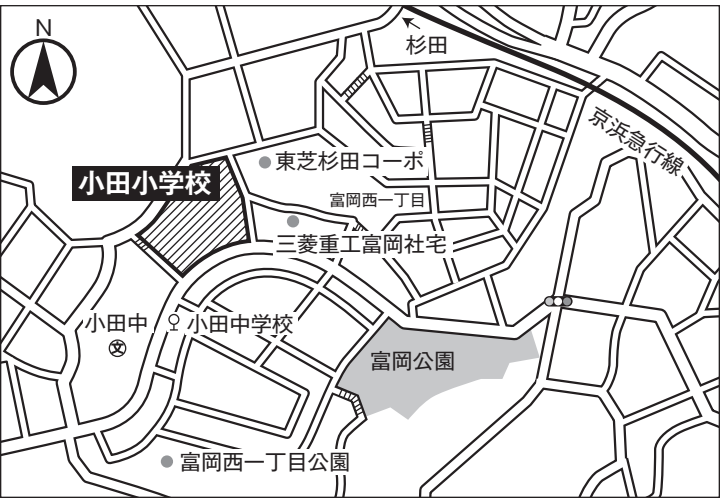 N
杉田
京浜急行線
東芝杉田コーポ
小田小学校
富岡西一丁目
三菱重工富岡社宅
小田中
小田中学校
文
富岡公園
富岡西一丁目公園